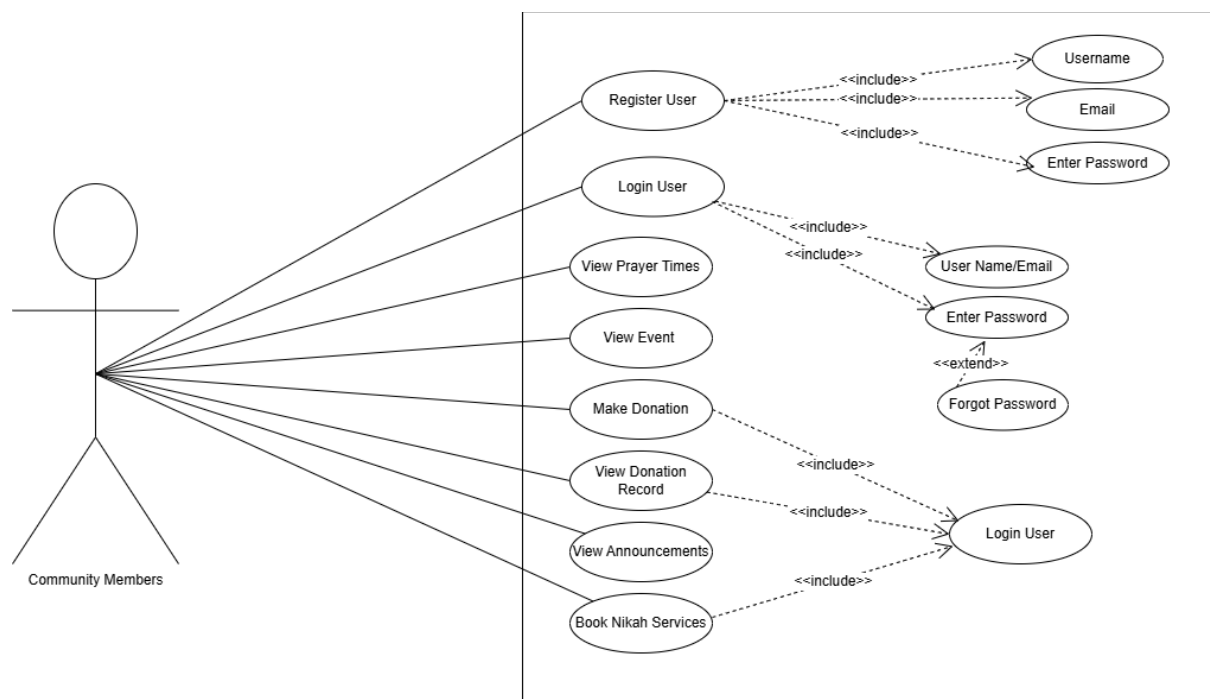 Username
<<include>>
Register User
<<include>>
Email
<<include>>
Enter Password
Login User
<<include>>
<<include>>
User Name/Email
View Prayer Times
Enter Password
View Event
<<extend>>
Forgot Password
Make Donation
<<include>>
View Donation
Record
<<include>>
Login User
View Announcements
<<include>>
Community Members
Book Nikah Services